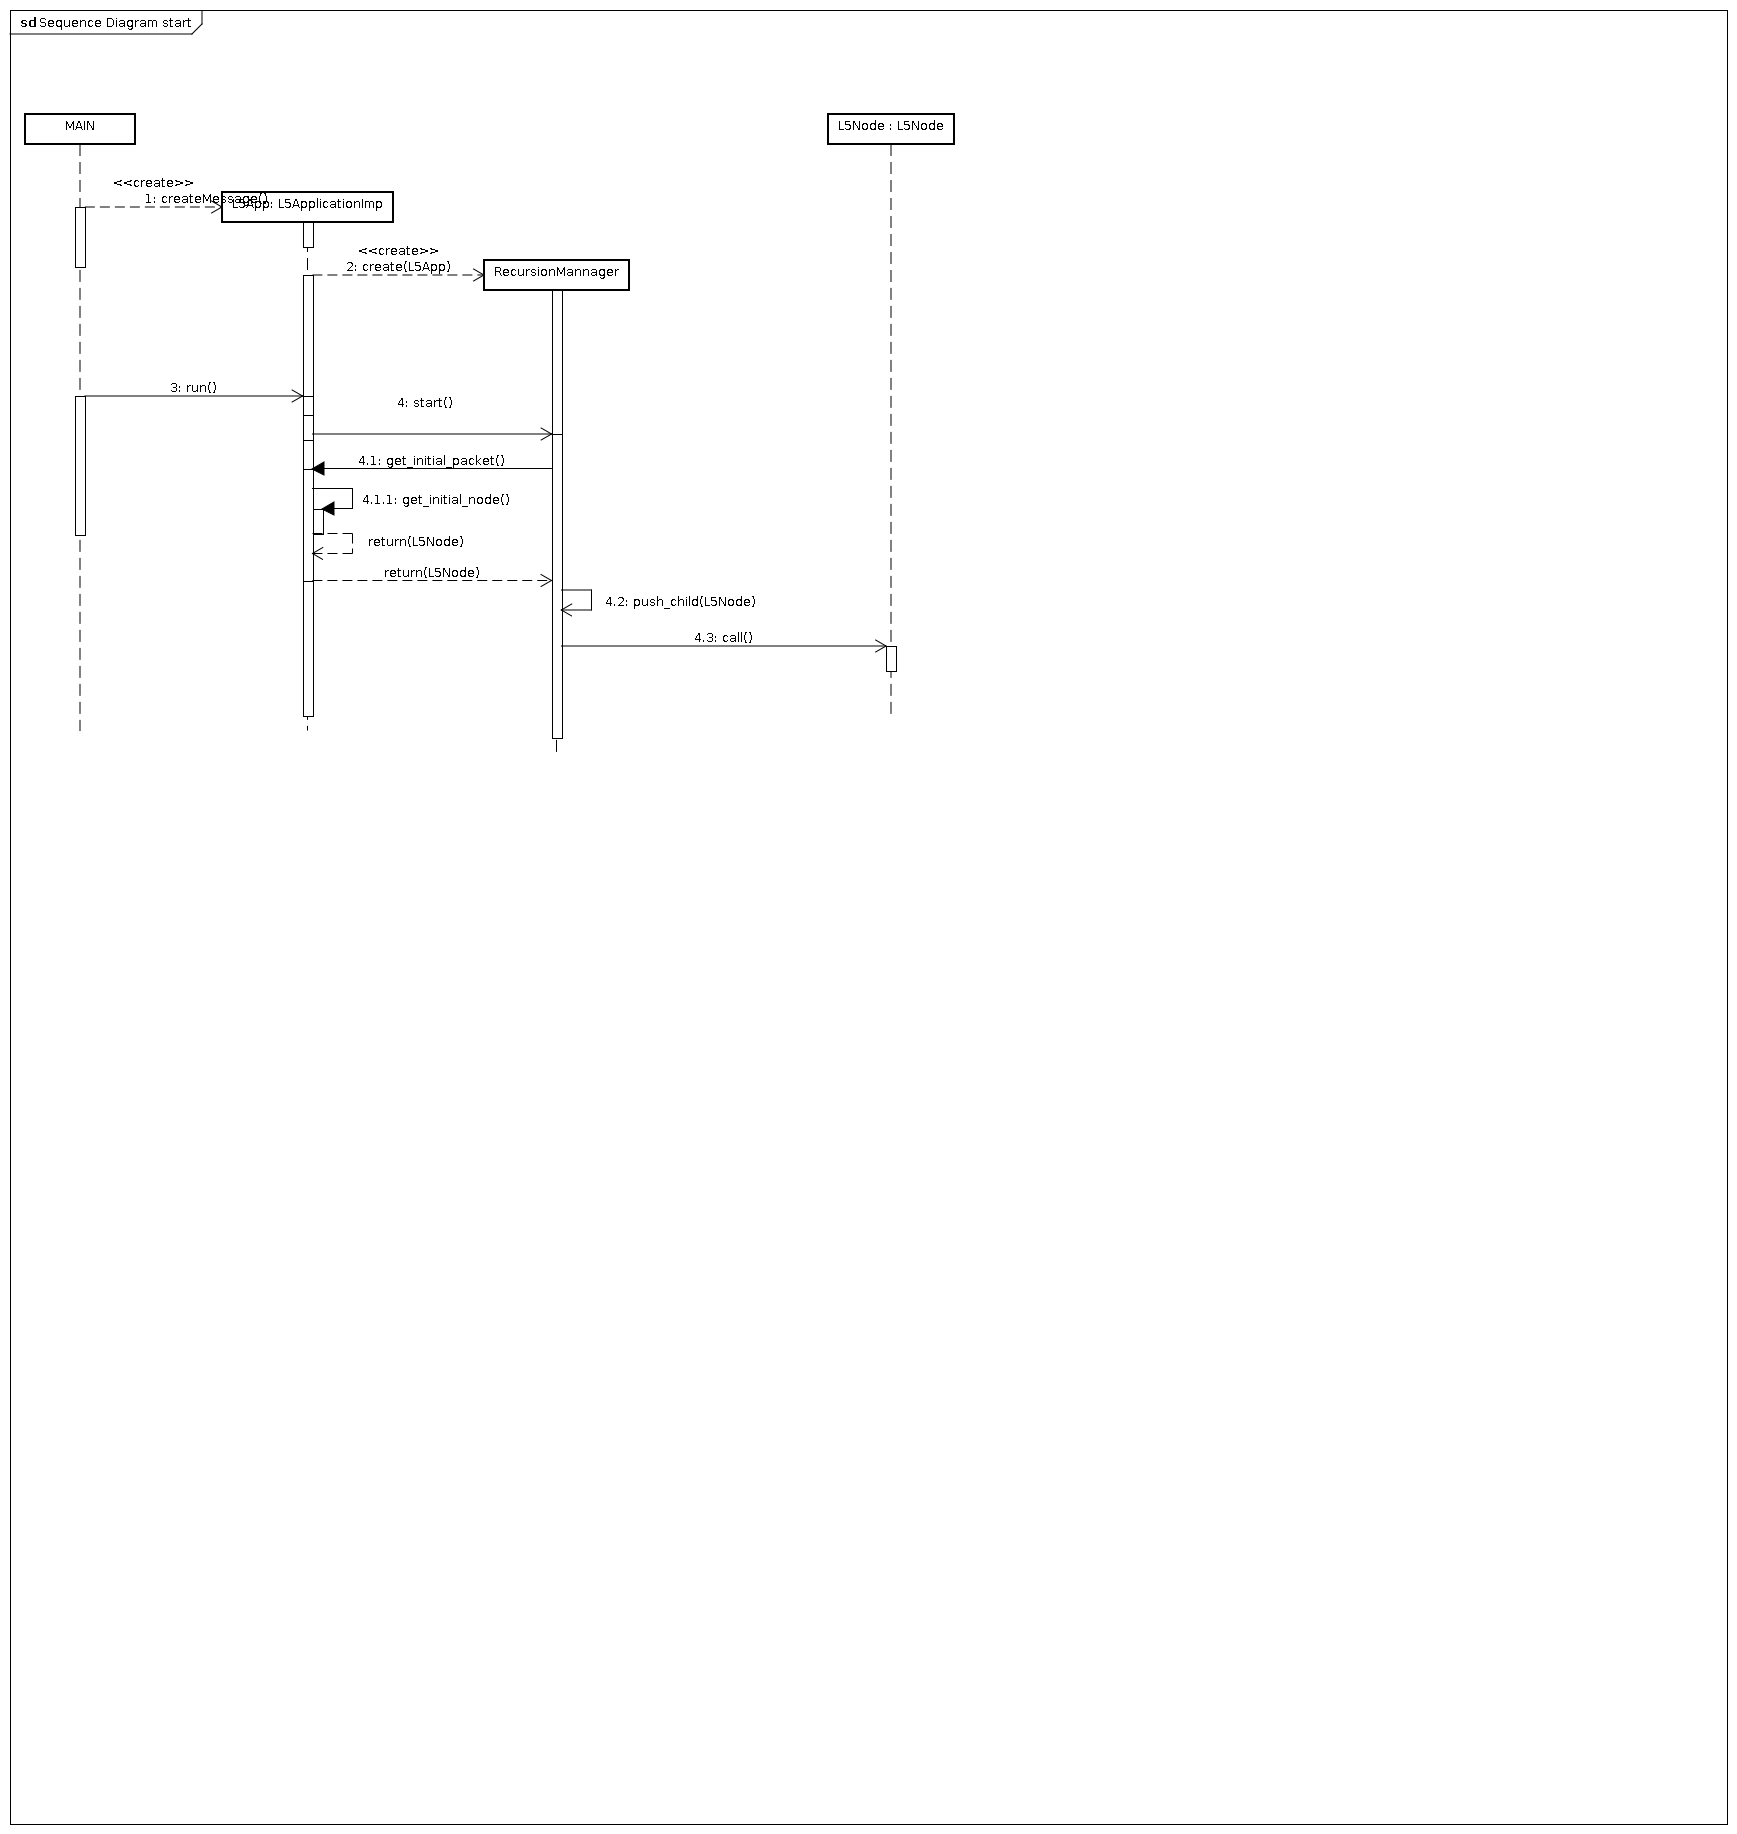 sd Sequence Diagram start
MAIN
L5Node : L5Node
<<create>>
1: createMessage()
L5App: L5ApplicationImp
<<create>>
2: create(L5App)
RecursionMannager
3: run()
4: start()
4.1: get_initial_packet()
4.1.1: get_initial_node()
return(L5Node)
return(L5Node)
4.2: push_child(L5Node)
4.3: call()